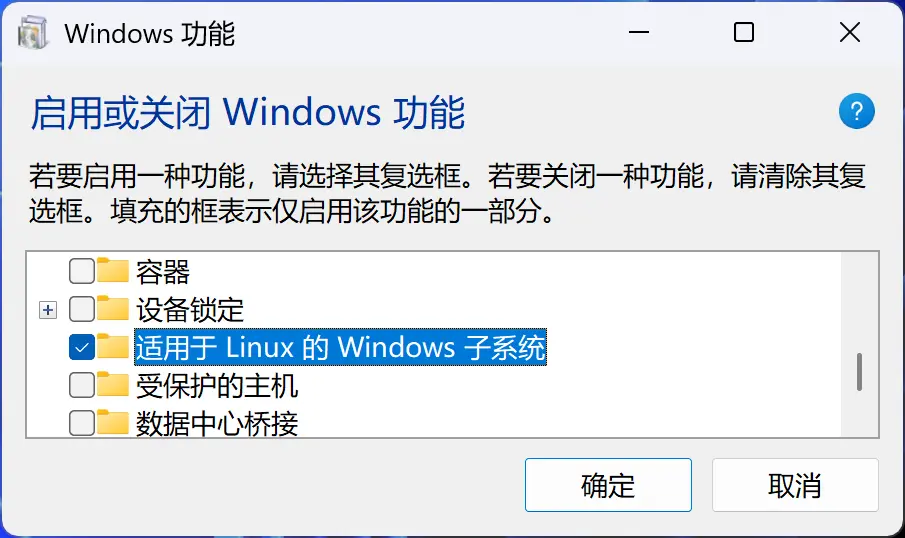 Windows 功能
启用或关闭 Windows 功能
?
若要启用一种功能，请选择其复选框。若要关闭一种功能，请清除其复
选框。填充的框表示仅启用该功能的一部分。
容器
设备锁定
适用于 Linux 的 Windows 子系统
受保护的主机
数据中心桥接
确定
取消